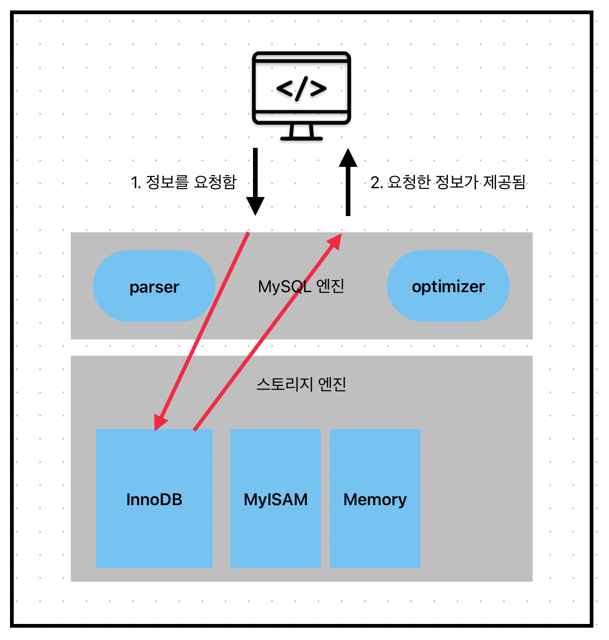 </>
1. 정보를 요청함
2. 요청한 정보가 제공됨
parser
MySQL 엔진
optimizer
스토리지 엔진
InnoDB
MyISAM
Memory